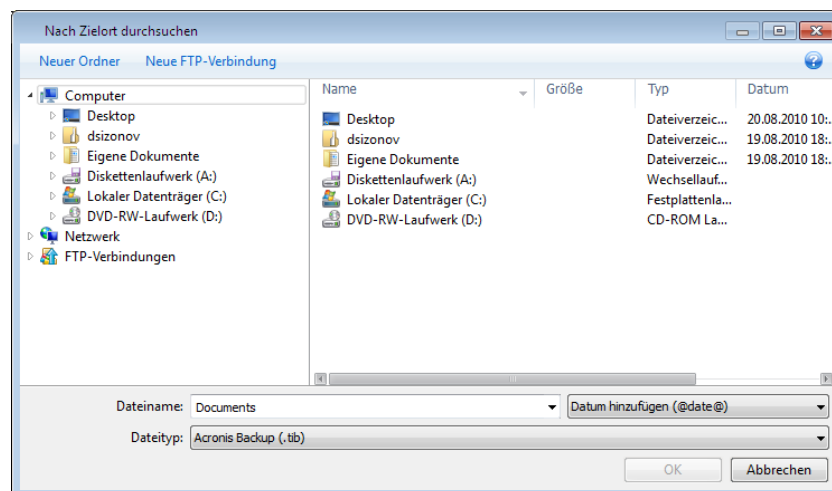 Nach Zielort durchsuchen
Neuer Ordner Neue FTP-Verbindung
Computer
Desktop
dsizonov
Eigene Dokumente
Diskettenlaufwerk (A:)
Lokaler Datenträger (C:)
DVD-RW-Laufwerk (D:)
Netzwerk
FTP-Verbindungen
Name Größe Typ Datum
Desktop Dateiverzeic... 20.08.2010 10:..
dsizonov Dateiverzeic... 19.08.2010 18:..
Eigene Dokumente Dateiverzeic... 19.08.2010 18:..
Diskettenlaufwerk (A:) Wechsellauf...
Lokaler Datenträger (C:) Festplattenla...
DVD-RW-Laufwerk (D:) CD-ROM La...
Dateiname: Documents Datum hinzufügen (@date@)
Dateityp: Acronis Backup (.tib)
OK Abbrechen